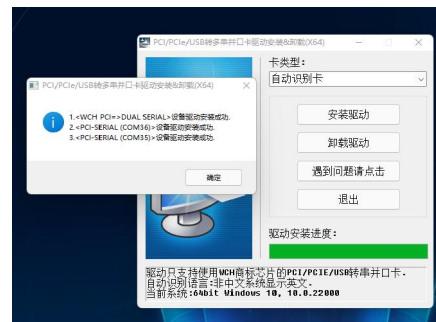 PCI/PCIe/USB转多串并口卡驱动安装&卸载(X64)
卡类型:
自动识别卡
PCI/PCIe/USB转多串并口卡驱动安装&卸载(X64)
1.<WCH PCI=>DUAL SERIAL>设备驱动安装成功.
2.<PCI-SERIAL (COM36)>设备驱动安装成功.
3.<PCI-SERIAL (COM35)>设备驱动安装成功.
确定
安装驱动
卸载驱动
遇到问题请点击
退出
驱动安装进度:
驱动只支持使用WCH商标芯片的PCI/PCIE/USB转串并口卡.
自动识别语言:非中文系统显示英文.
当前系统:64bit Windows 10, 10.0.22000